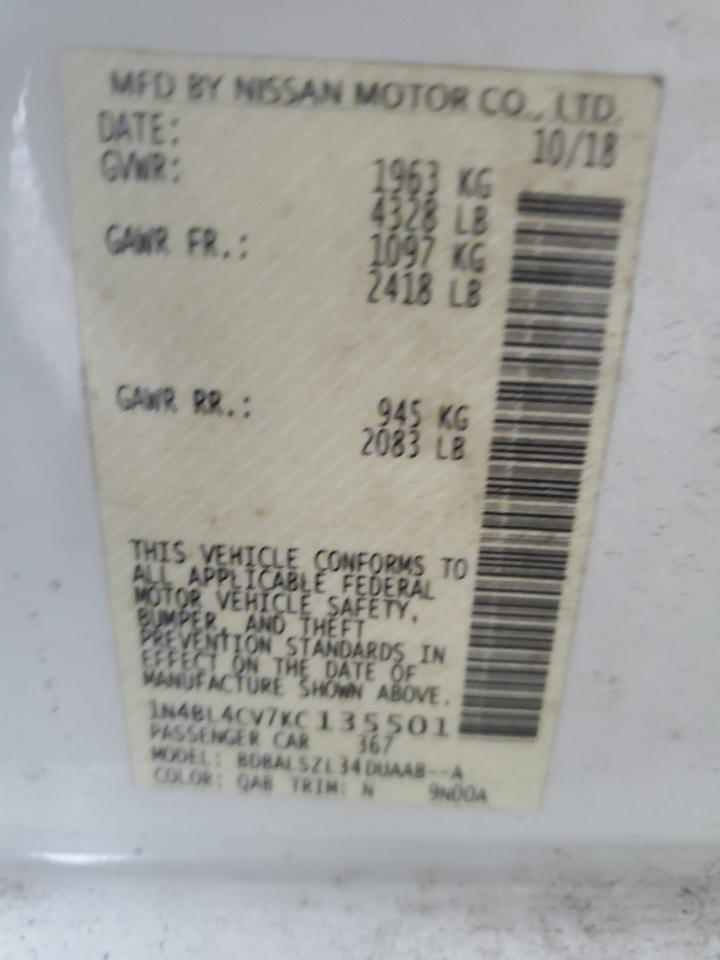 MFD BY NISSAN MOTOR CO., LTD.
DATE: 10/18
GVWR: 1963 KG
4328 LB
GAWR FR.: 1097 KG
2418 LB
GAWR RR.: 945 KG
2083 LB
THIS VEHICLE CONFORMS TO
ALL APPLICABLE FEDERAL
MOTOR VEHICLE SAFETY,
BUMPER, AND THEFT
PREVENTION STANDARDS IN
EFFECT ON THE DATE OF
MANUFACTURE SHOWN ABOVE.
1N4BL4CV7KC135501
PASSENGER CAR 367
MODEL:
COLOR: QAB TRIM: N 9N00A